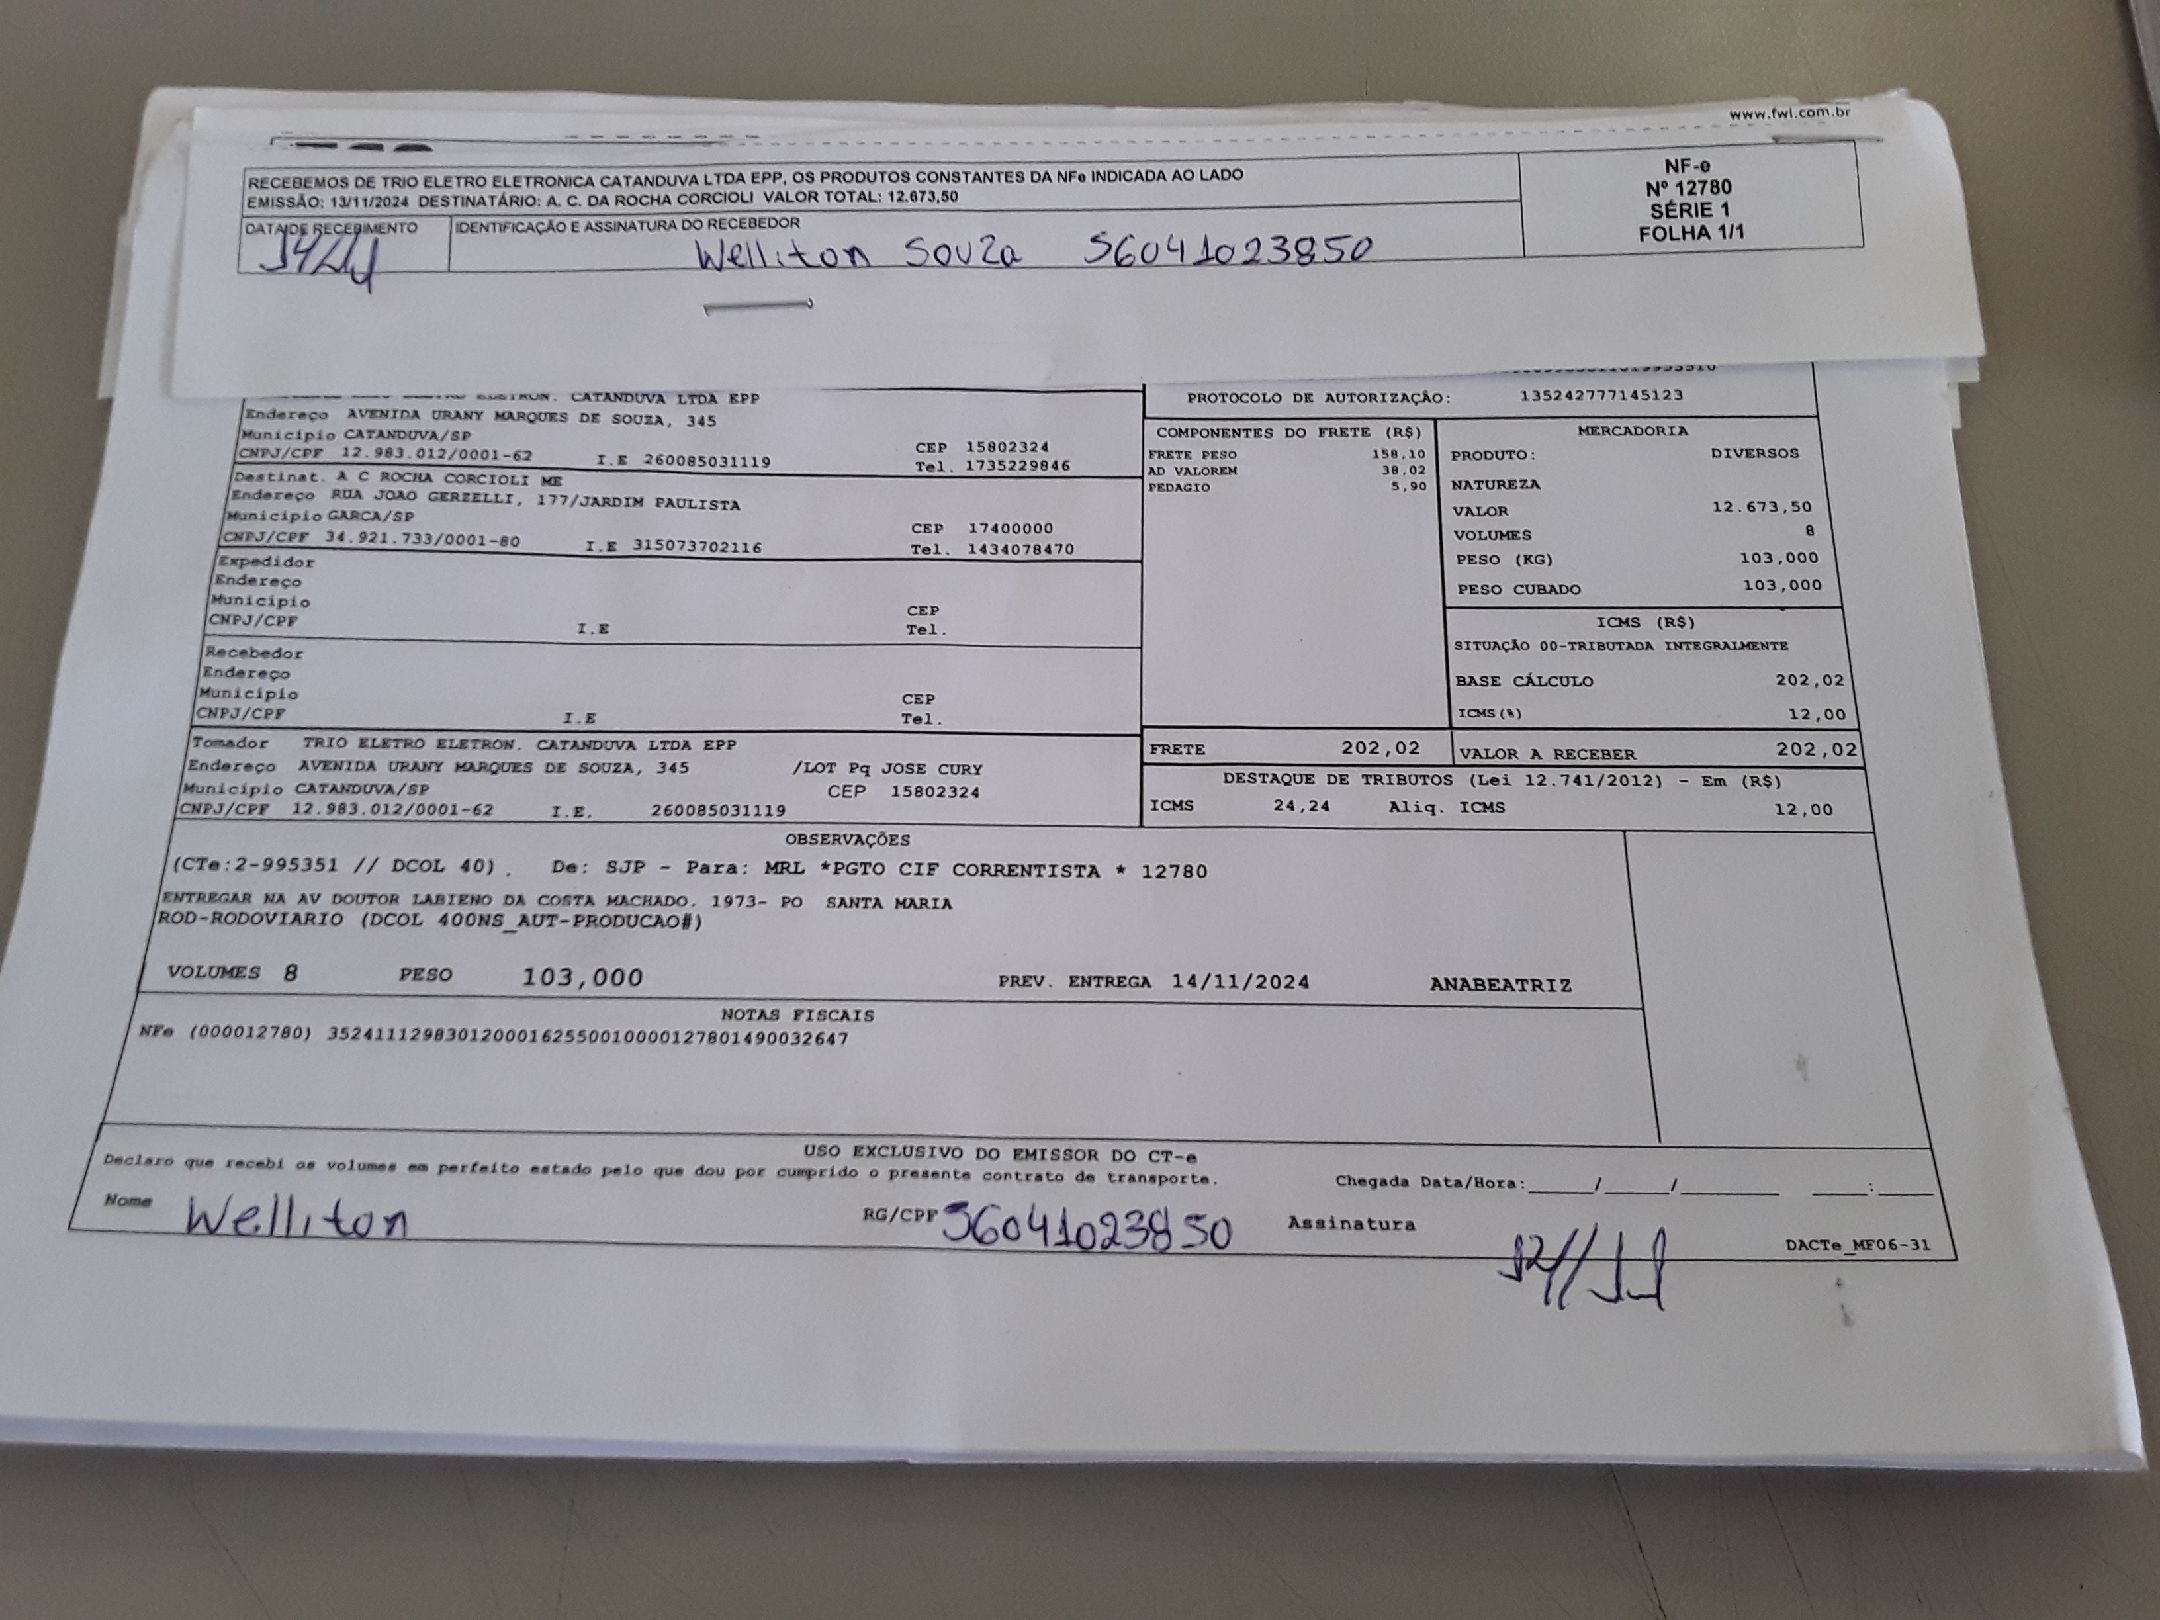 www.fwl.com.br
RECEBEMOS DE TRIO ELETRO ELETRONICA CATANDUVA LTDA EPP, OS PRODUTOS CONSTANTES DA NFe INDICADA AO LADO
EMISSÃO: 13/11/2024 DESTINATÁRIO: A. C. DA ROCHA CORCIOLI VALOR TOTAL: 12.673,50
NF-e
Nº 12780
SÉRIE 1
FOLHA 1/1
DATA DE RECEBIMENTO
IDENTIFICAÇÃO E ASSINATURA DO RECEBEDOR
Welliton Souza 56041023850
ELETRON. CATANDUVA LTDA EPP
Endereço AVENIDA URANY MARQUES DE SOUZA, 345
Municipio CATANDUVA/SP CEP 15802324
CNPJ/CPF 12.983.012/0001-62 I.E 260085031119 Tel. 1735229846
Destinat. A C ROCHA CORCIOLI ME
Endereço RUA JOAO GERZELLI, 177/JARDIM PAULISTA
Municipio GARCA/SP CEP 17400000
CNPJ/CPF 34.921.733/0001-80 I.E 315073702116 Tel. 1434078470
Expedidor
Endereço
Municipio CEP
CNPJ/CPF I.E Tel.
Recebedor
Endereço
Municipio CEP
CNPJ/CPF I.E Tel.
Tomador TRIO ELETRO ELETRON. CATANDUVA LTDA EPP
Endereço AVENIDA URANY MARQUES DE SOUZA, 345 /LOT Pq JOSE CURY
Municipio CATANDUVA/SP CEP 15802324
CNPJ/CPF 12.983.012/0001-62 I.E. 260085031119
PROTOCOLO DE AUTORIZAÇÃO: 135242777145123
COMPONENTES DO FRETE (R$)
FRETE PESO 158,10
AD VALOREM 38,02
PEDAGIO 5,90
MERCADORIA
PRODUTO: DIVERSOS
NATUREZA
VALOR 12.673,50
VOLUMES 8
PESO (KG) 103,000
PESO CUBADO 103,000
ICMS (R$)
SITUAÇÃO 00-TRIBUTADA INTEGRALMENTE
BASE CÁLCULO 202,02
ICMS(%) 12,00
FRETE 202,02
VALOR A RECEBER 202,02
DESTAQUE DE TRIBUTOS (Lei 12.741/2012) - Em (R$)
ICMS 24,24 Aliq. ICMS 12,00
OBSERVAÇÕES
(CTe:2-995351 // DCOL 40). De: SJP - Para: MRL *PGTO CIF CORRENTISTA * 12780
ENTREGAR NA AV DOUTOR LABIENO DA COSTA MACHADO, 1973- PO SANTA MARIA
ROD-RODOVIARIO (DCOL 400NS_AUT-PRODUCAO#)
VOLUMES 8 PESO 103,000 PREV. ENTREGA 14/11/2024 ANABEATRIZ
NOTAS FISCAIS
NFe (000012780) 35241112983012000162550010000127801490032647
USO EXCLUSIVO DO EMISSOR DO CT-e
Declaro que recebi os volumes em perfeito estado pelo que dou por cumprido o presente contrato de transporte.
Chegada Data/Hora:_____/_____/_________ _____:_____
Nome Welliton RG/CPF 56041023850 Assinatura
DACTe_MF06-31